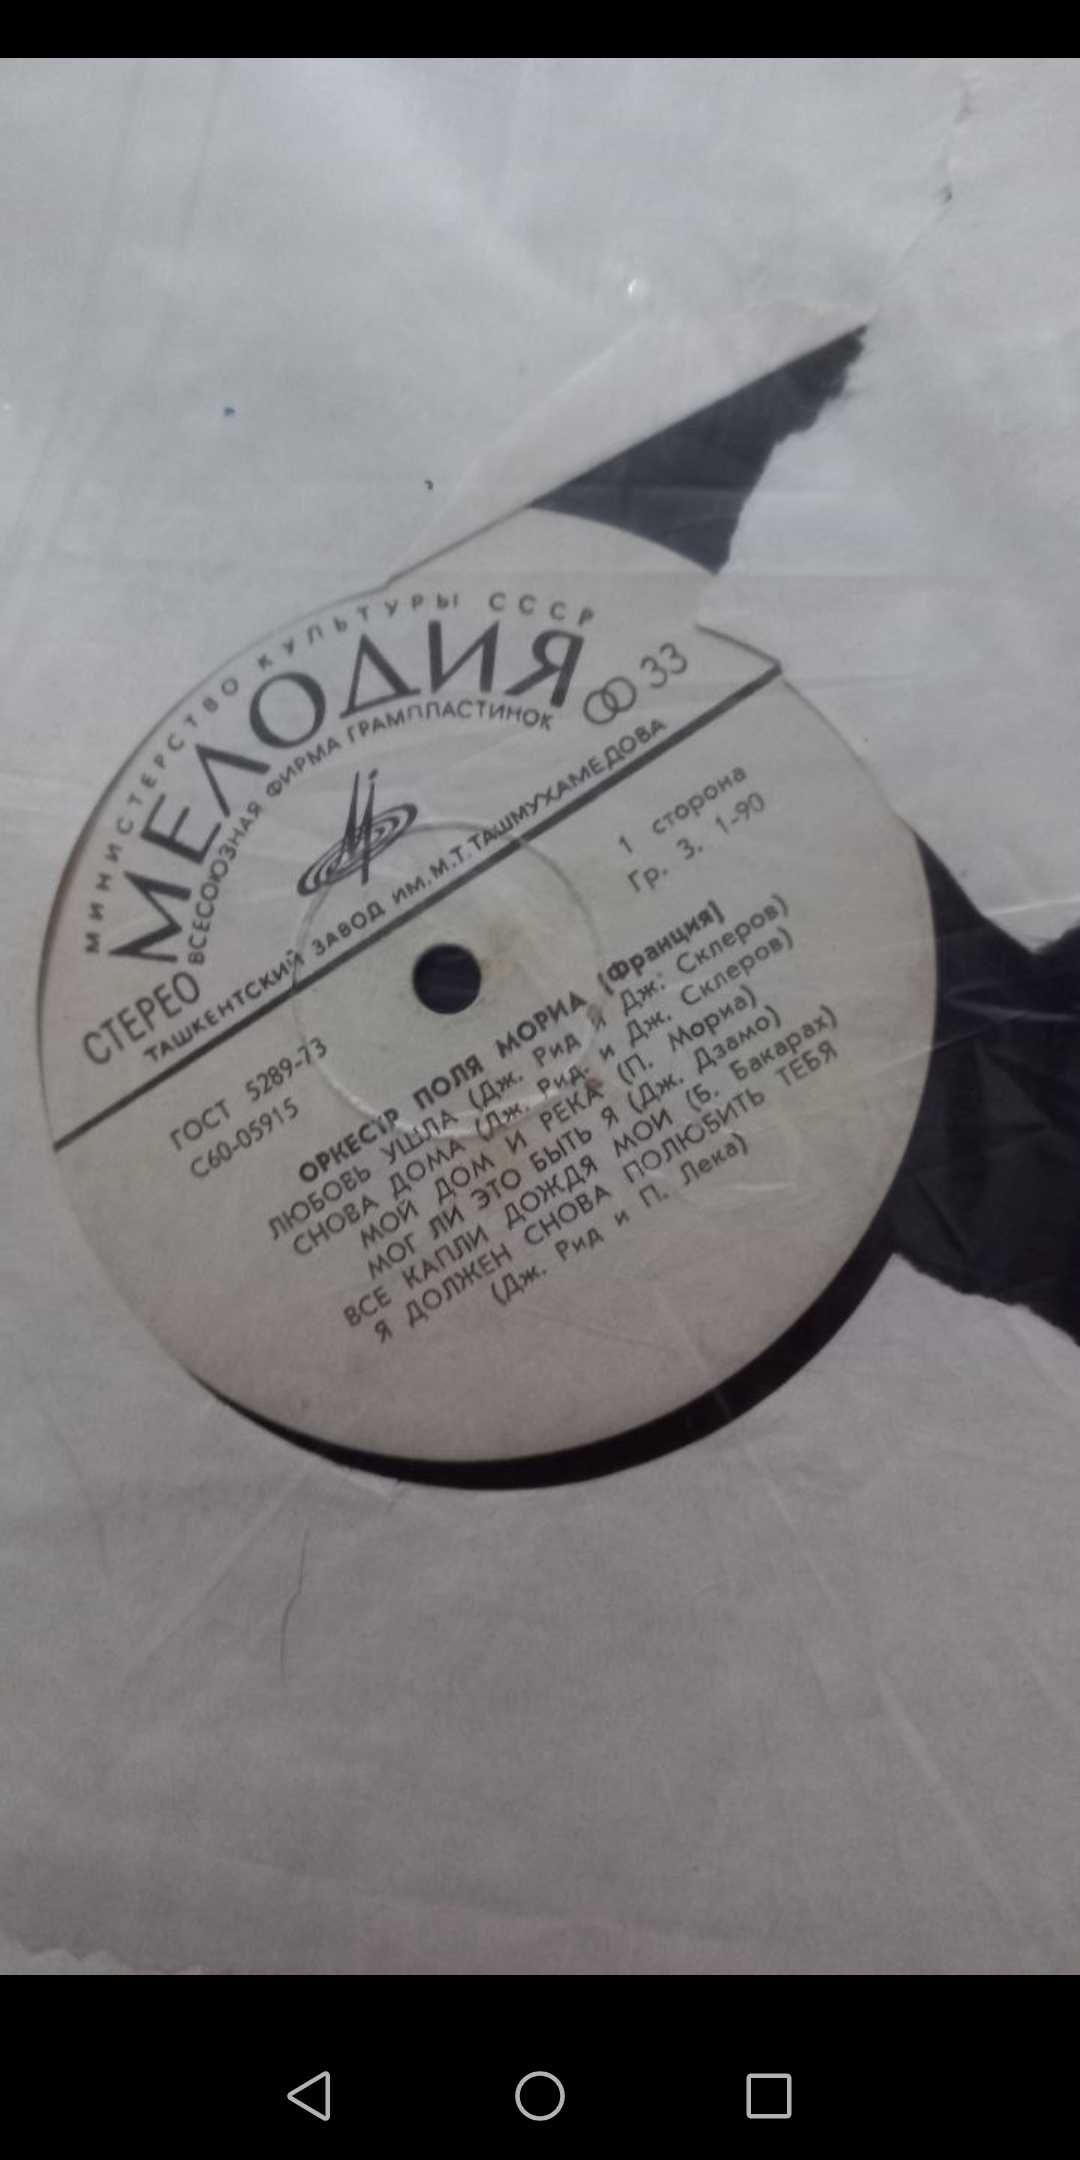 МИНИСТЕРСТВО КУЛЬТУРЫ СССР
МЕЛОДИЯ
ВСЕСОЮЗНАЯ ФИРМА ГРАМПЛАСТИНОК
СТЕРЕО
33
ТАШКЕНТСКИЙ ЗАВОД ИМ. М.Т. ТАШМУХАМЕДОВА
ГОСТ 5289-73
С60-05915
1 сторона
Гр. 3. 1-90
ОРКЕСТР ПОЛЯ МОРИА (Франция)
ЛЮБОВЬ УШЛА (Дж. Рид и Дж. Склеров)
СНОВА ДОМА (Дж. Рид. и Дж. Склеров)
МОЙ ДОМ И РЕКА (П. Мориа)
МОГ ЛИ ЭТО БЫТЬ Я (Дж. Дзамо)
ВСЕ КАПЛИ ДОЖДЯ МОИ (Б. Бакарах)
Я ДОЛЖЕН СНОВА ПОЛЮБИТЬ ТЕБЯ
(Дж. Рид и П. Лека)